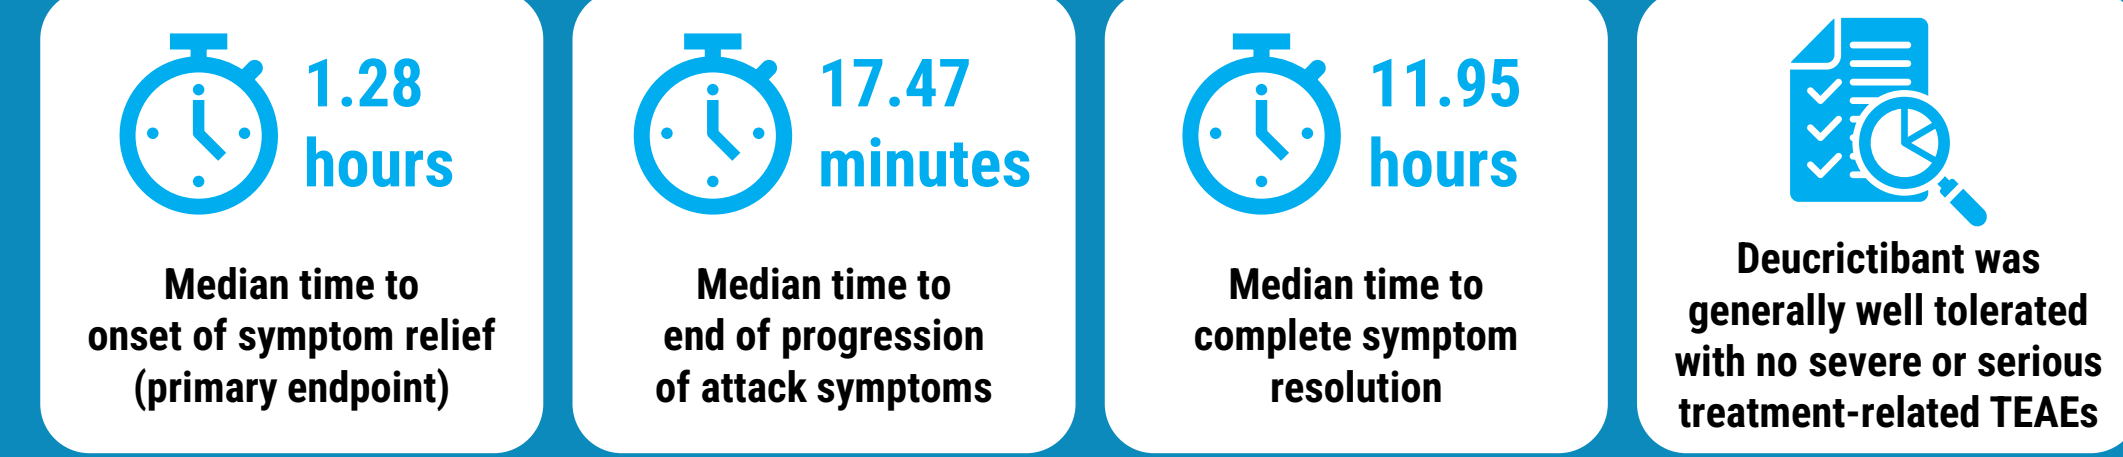 1.28
hours
Median time to
onset of symptom relief
(primary endpoint)
17.47
minutes
Median time to
end of progression
of attack symptoms
11.95
hours
Median time to
complete symptom
resolution
Deucrictibant was
generally well tolerated
with no severe or serious
treatment-related TEAEs